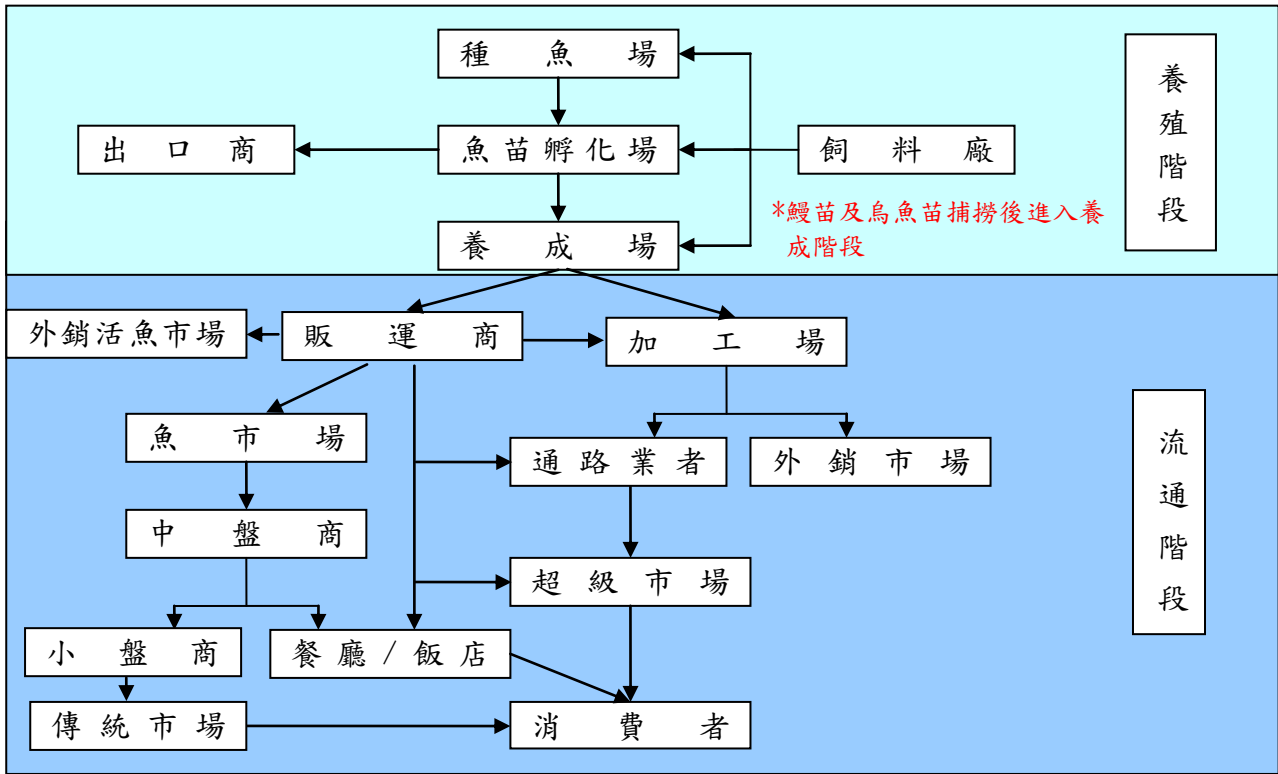 種魚場
出口商
魚苗孵化場
飼料廠
*鰻苗及烏魚苗捕撈後進入養
成階段
養成場
養殖階段
外銷活魚市場
販運商
加工場
魚市場
通路業者
外銷市場
中盤商
超級市場
小盤商
餐廳/飯店
傳統市場
消費者
流通階段